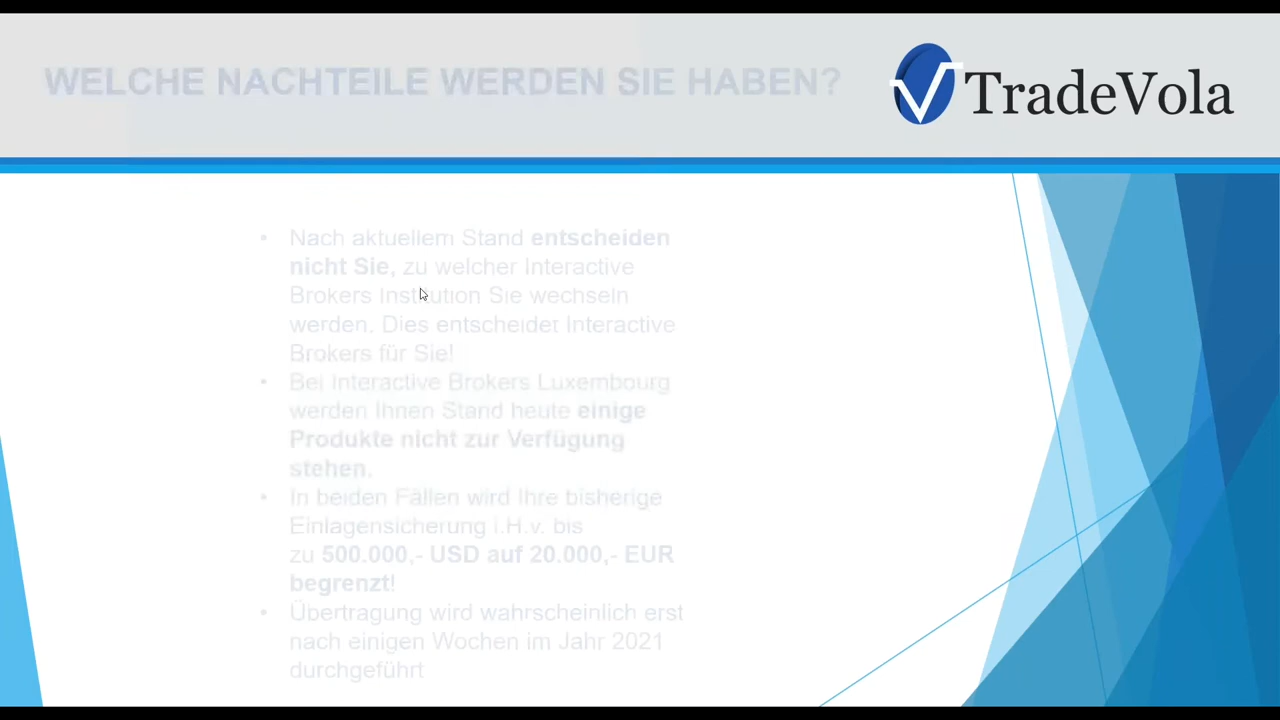 WELCHE NACHTEILE WERDEN SIE HABEN?
TradeVola
• Nach aktuellem Stand entscheiden
nicht Sie, zu welcher Interactive
Brokers Institution Sie wechseln
werden. Dies entscheidet Interactive
Brokers für Sie!
• Bei Interactive Brokers Luxembourg
werden Ihnen Stand heute einige
Produkte nicht zur Verfügung
stehen.
• In beiden Fällen wird Ihre bisherige
Einlagensicherung i.H.v. bis
zu 500.000,- USD auf 20.000,- EUR
begrenzt!
• Übertragung wird wahrscheinlich erst
nach einigen Wochen im Jahr 2021
durchgeführt